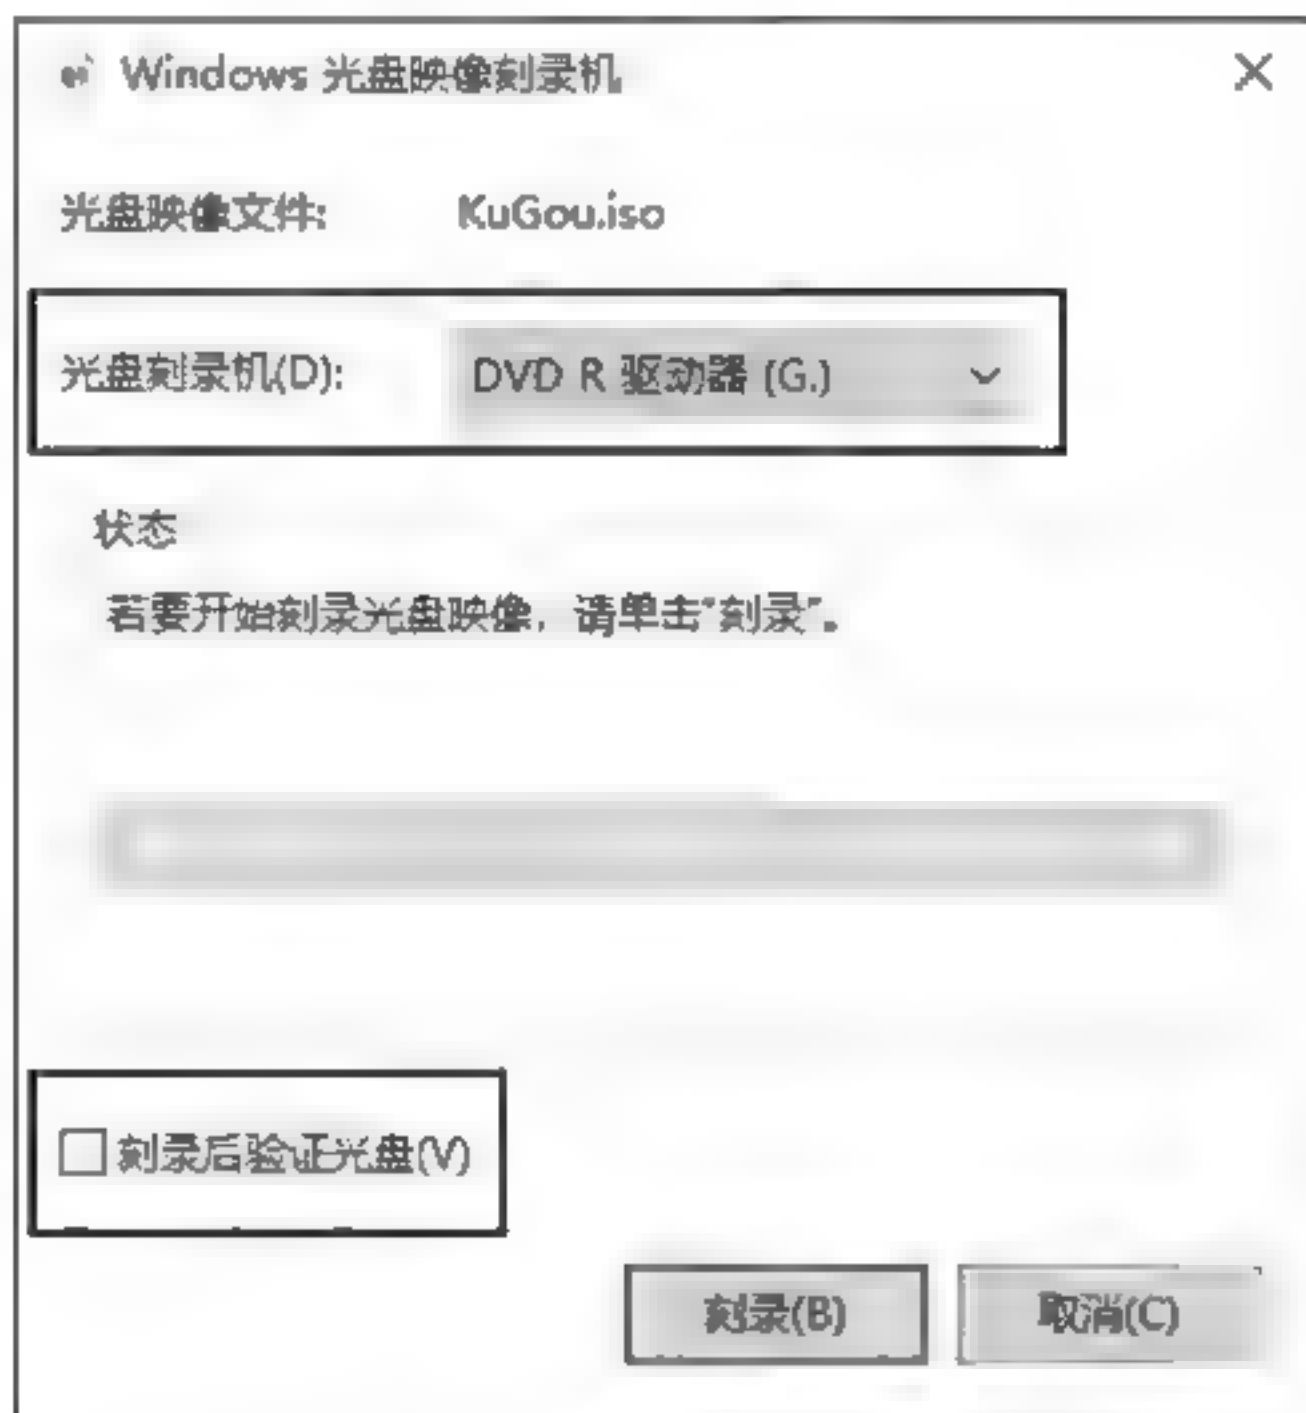 Windows 光盘映像刻录机
光盘映像文件: KuGou.iso
光盘刻录机(D): DVD R 驱动器 (G:)
状态
若要开始刻录光盘映像，请单击“刻录”。
刻录后验证光盘(V)
刻录(B) 取消(C)